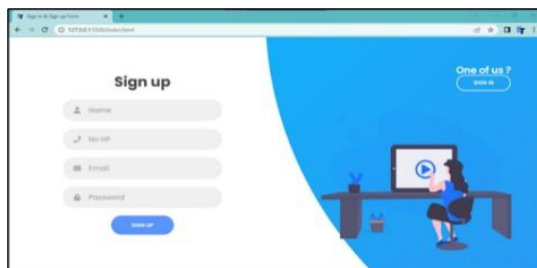 Sign in & Sign up Form
127.0.0.1:5500/index.html
Sign up
Name
No HP
Email
Password
SIGN UP
One of us ?
SIGN IN